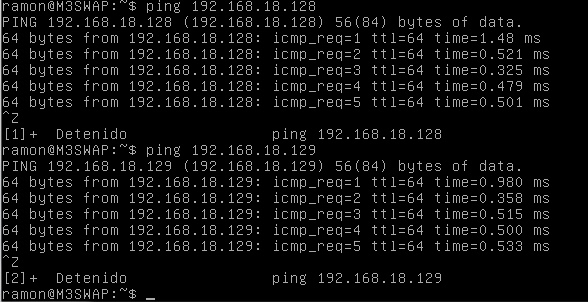 ramon@M3SWAP:~$ ping 192.168.18.128
PING 192.168.18.128 (192.168.18.128) 56(84) bytes of data.
64 bytes from 192.168.18.128: icmp_req=1 ttl=64 time=1.48 ms
64 bytes from 192.168.18.128: icmp_req=2 ttl=64 time=0.521 ms
64 bytes from 192.168.18.128: icmp_req=3 ttl=64 time=0.325 ms
64 bytes from 192.168.18.128: icmp_req=4 ttl=64 time=0.479 ms
64 bytes from 192.168.18.128: icmp_req=5 ttl=64 time=0.501 ms
^Z
[1]+  Detenido                ping 192.168.18.128
ramon@M3SWAP:~$ ping 192.168.18.129
PING 192.168.18.129 (192.168.18.129) 56(84) bytes of data.
64 bytes from 192.168.18.129: icmp_req=1 ttl=64 time=0.980 ms
64 bytes from 192.168.18.129: icmp_req=2 ttl=64 time=0.358 ms
64 bytes from 192.168.18.129: icmp_req=3 ttl=64 time=0.515 ms
64 bytes from 192.168.18.129: icmp_req=4 ttl=64 time=0.500 ms
64 bytes from 192.168.18.129: icmp_req=5 ttl=64 time=0.533 ms
^Z
[2]+  Detenido                ping 192.168.18.129
ramon@M3SWAP:~$ _